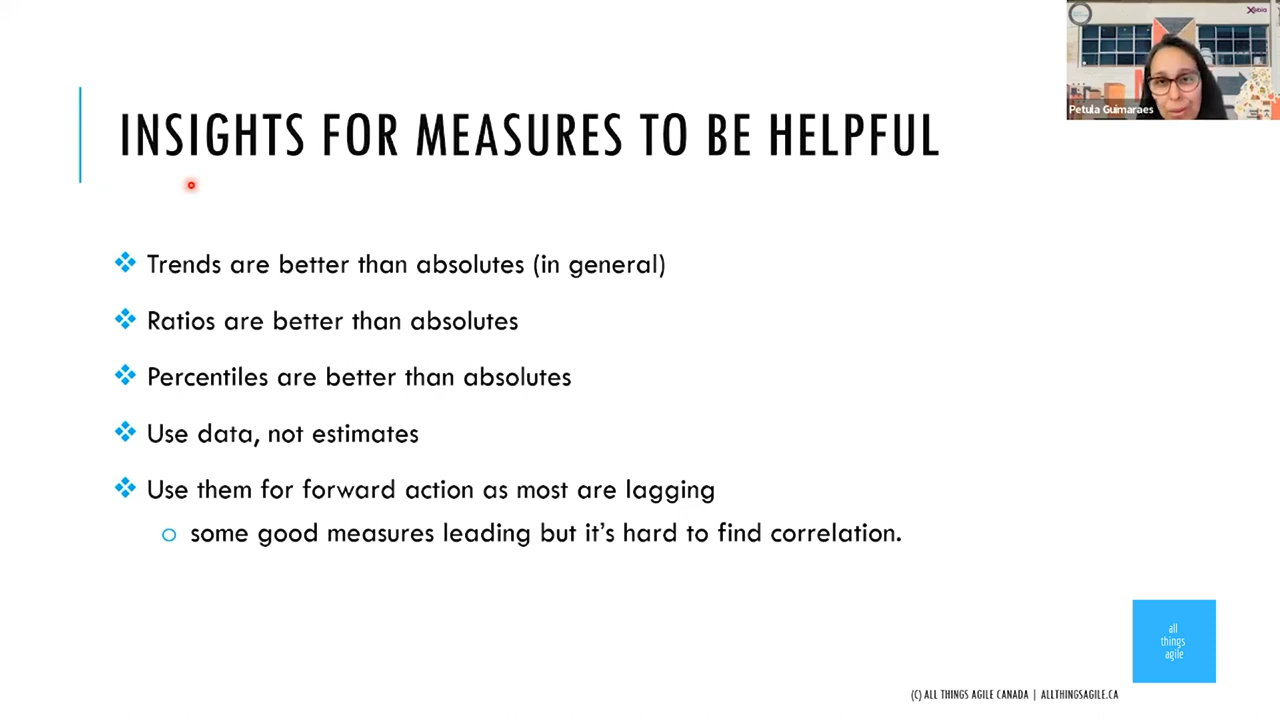 Xebia
Petula Guimaraes
INSIGHTS FOR MEASURES TO BE HELPFUL
Trends are better than absolutes (in general)
Ratios are better than absolutes
Percentiles are better than absolutes
Use data, not estimates
Use them for forward action as most are lagging
some good measures leading but it's hard to find correlation.
all
things
agile
(C) ALL THINGS AGILE CANADA | ALLTHINGSAGILE.CA